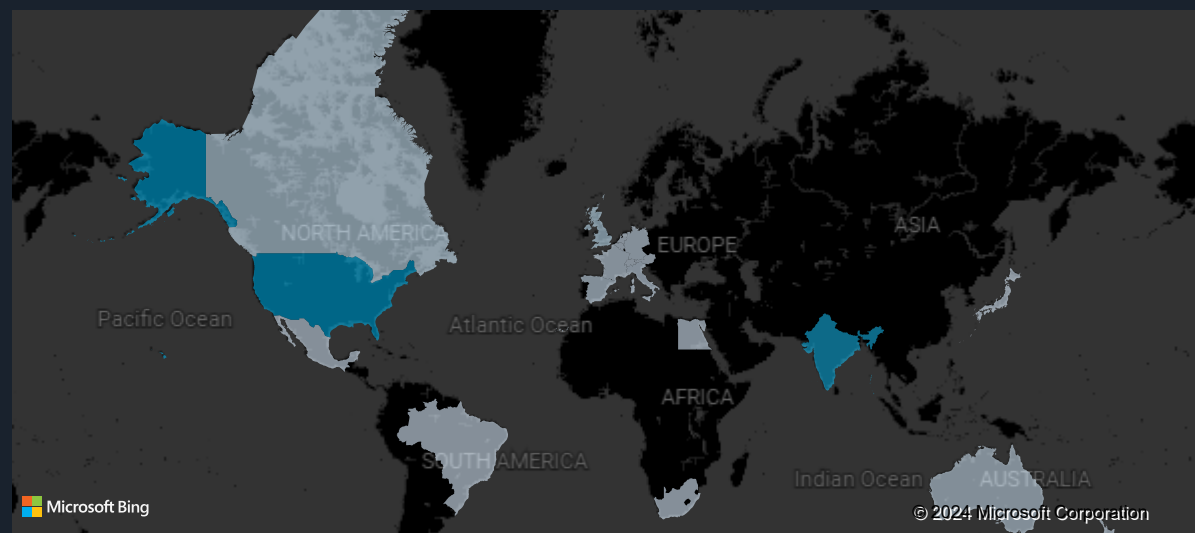 NORTH AMERICA
EUROPE
ASIA
Pacific Ocean
Atlantic Ocean
AFRICA
SOUTH AMERICA
Indian Ocean
AUSTRALIA
Microsoft Bing
© 2024 Microsoft Corporation